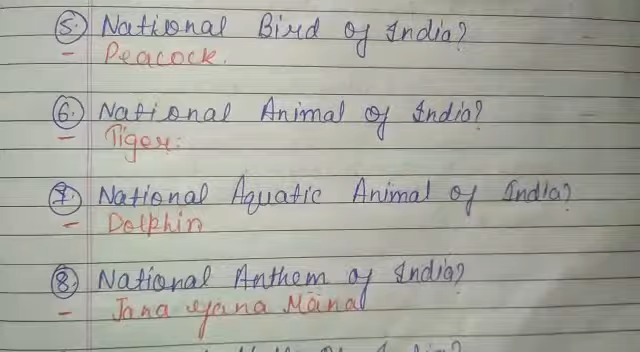 5. National Bird of India?
- Peacock.
6. National Animal of India?
- Tiger.
7. National Aquatic Animal of India?
- Dolphin
8. National Anthem of India?
- Jana gana Mana